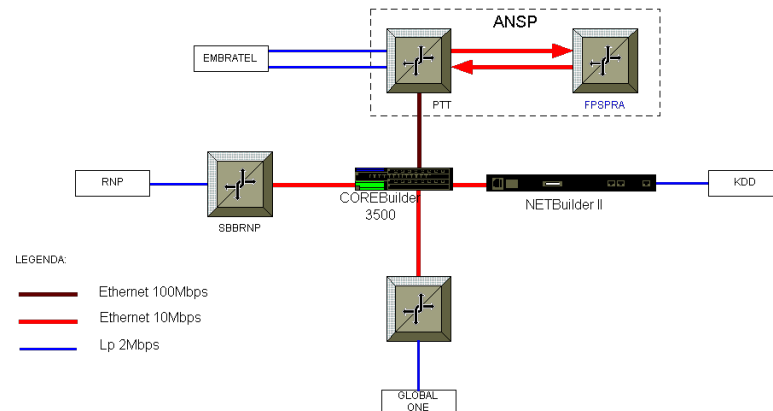 ANSP
EMBRATEL
PTT
FPSPRA
RNP
KDD
SBBRNP
COREBuilder
3500
NETBuilder II
LEGENDA:
Ethernet 100Mbps
Ethernet 10Mbps
Lp 2Mbps
GLOBAL
ONE